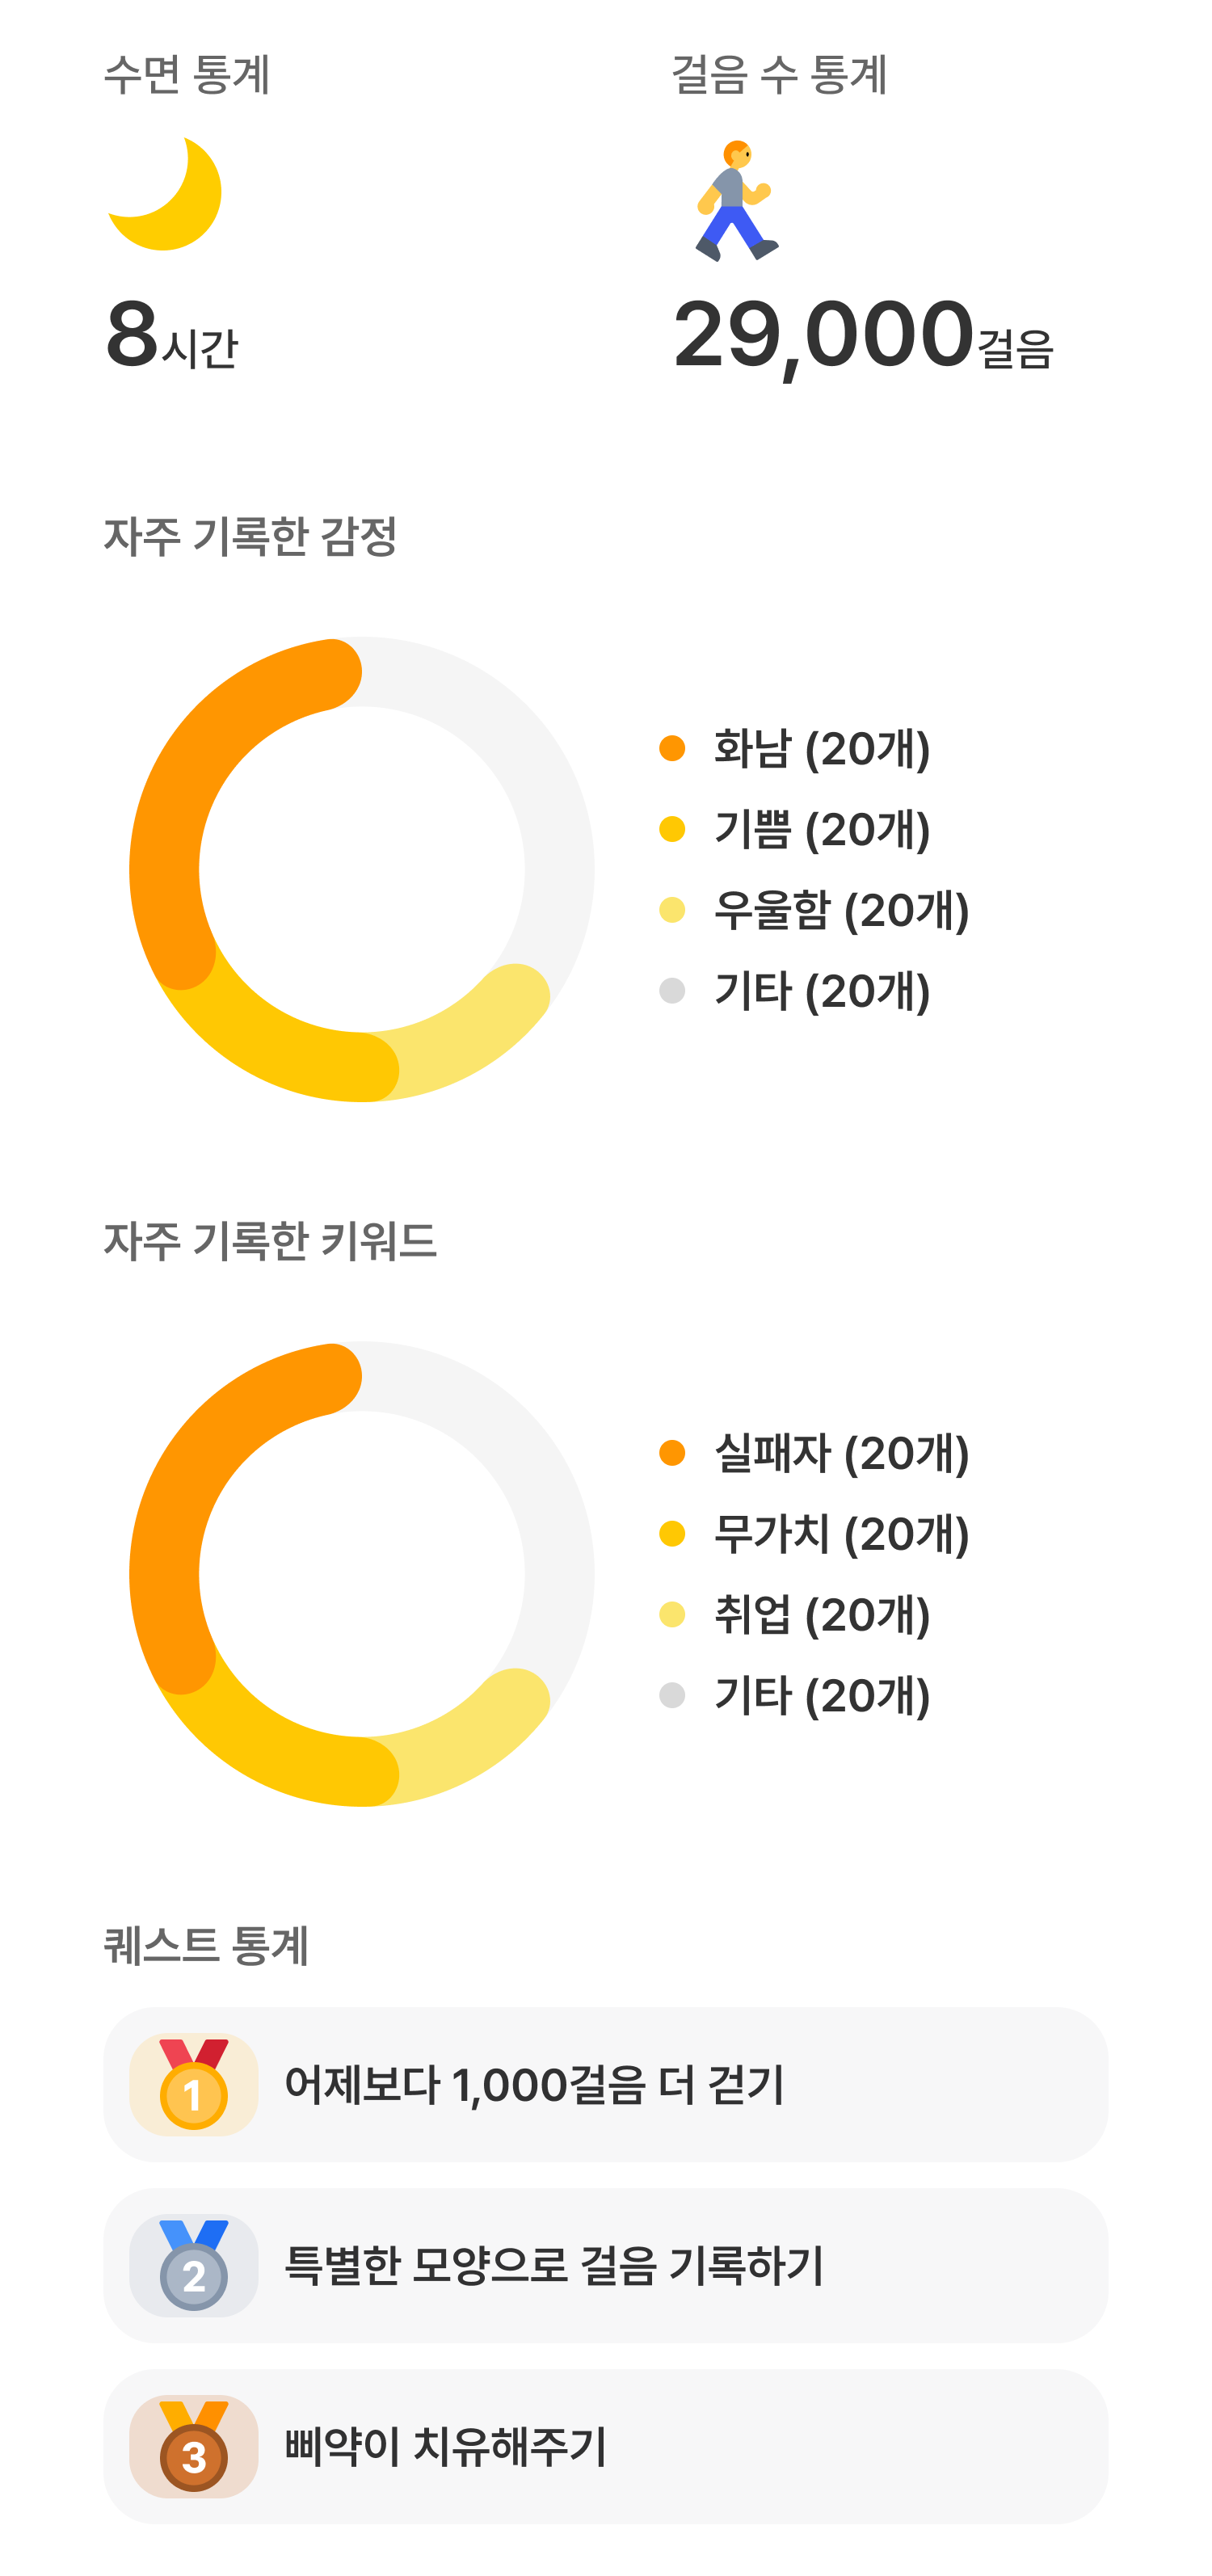 수면 통계
걸음 수 통계
8시간
29,000걸음
자주 기록한 감정
화남 (20개)
기쁨 (20개)
우울함 (20개)
기타 (20개)
자주 기록한 키워드
실패자 (20개)
무가치 (20개)
취업 (20개)
기타 (20개)
퀘스트 통계
1 어제보다 1,000걸음 더 걷기
2 특별한 모양으로 걸음 기록하기
3 삐약이 치유해주기